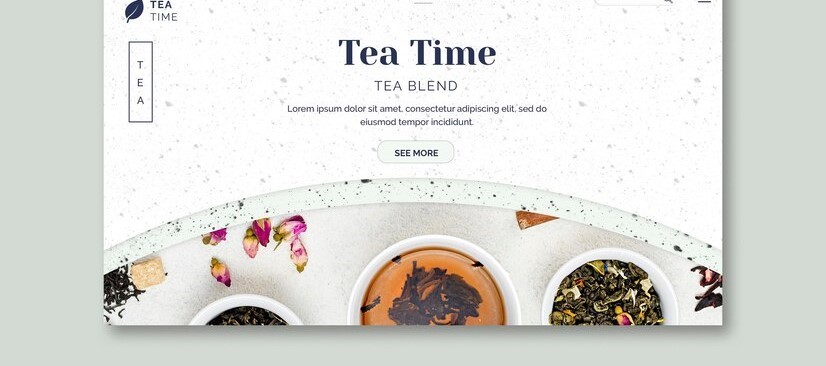 TEA
TIME
T
E
A
Tea Time
TEA BLEND
Lorem ipsum dolor sit amet, consectetur adipiscing elit, sed do
eiusmod tempor incididunt.
SEE MORE